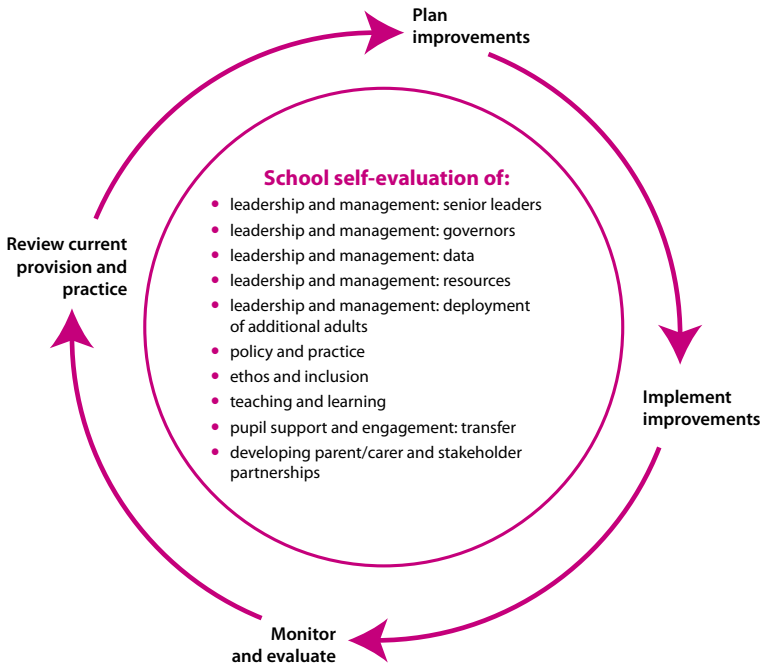 Plan
improvements
School self-evaluation of:
• leadership and management: senior leaders
• leadership and management: governors
• leadership and management: data
• leadership and management: resources
• leadership and management: deployment
of additional adults
• policy and practice
• ethos and inclusion
• teaching and learning
• pupil support and engagement: transfer
• developing parent/carer and stakeholder
partnerships
Review current
provision and
practice
Implement
improvements
Monitor
and evaluate